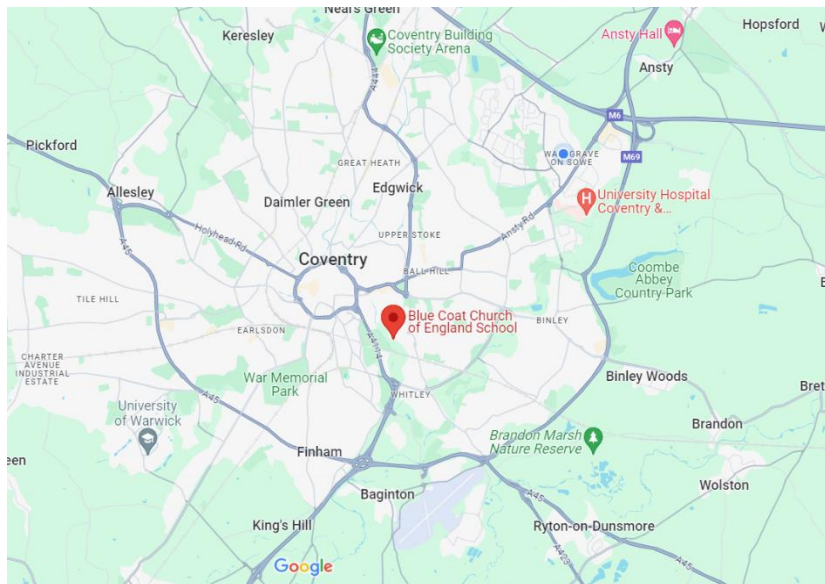 Neal's Green
Hopsford
Keresley
Coventry Building
Society Arena
Ansty Hall
Ansty
A444
M6
Pickford
WALSGRAVE
ON SOWE
M69
GREAT HEATH
Allesley
Edgwick
University Hospital
Coventry &...
Daimler Green
Holyhead Rd
UPPER STOKE
Ansty Rd
A45
Coventry
BALL HILL
Coombe
Abbey
Country Park
TILE HILL
Blue Coat Church
of England School
BINLEY
EARLSDON
A4114
CHARTER
AVENUE
INDUSTRIAL
ESTATE
War Memorial
Park
Binley Woods
A45
WHITLEY
University
of Warwick
Brandon
Brandon Marsh
Nature Reserve
Finham
Wolston
Baginton
A45
King's Hill
Ryton-on-Dunsmore
A423
A45
Google